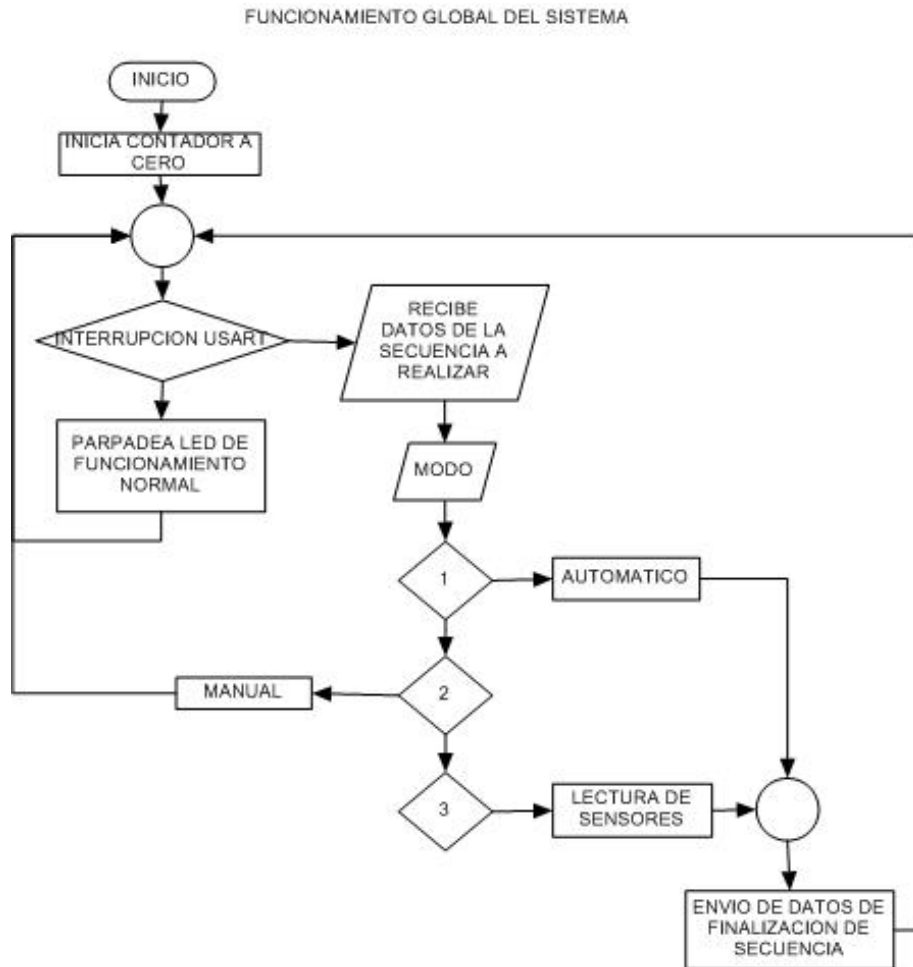 FUNCIONAMIENTO GLOBAL DEL SISTEMA
INICIO
INICIA CONTADOR A
CERO
INTERRUPCION USART
RECIBE
DATOS DE LA
SECUENCIA A
REALIZAR
PARPADEA LED DE
FUNCIONAMIENTO
NORMAL
MODO
1
AUTOMATICO
MANUAL
2
3
LECTURA DE
SENSORES
ENVIO DE DATOS DE
FINALIZACION DE
SECUENCIA